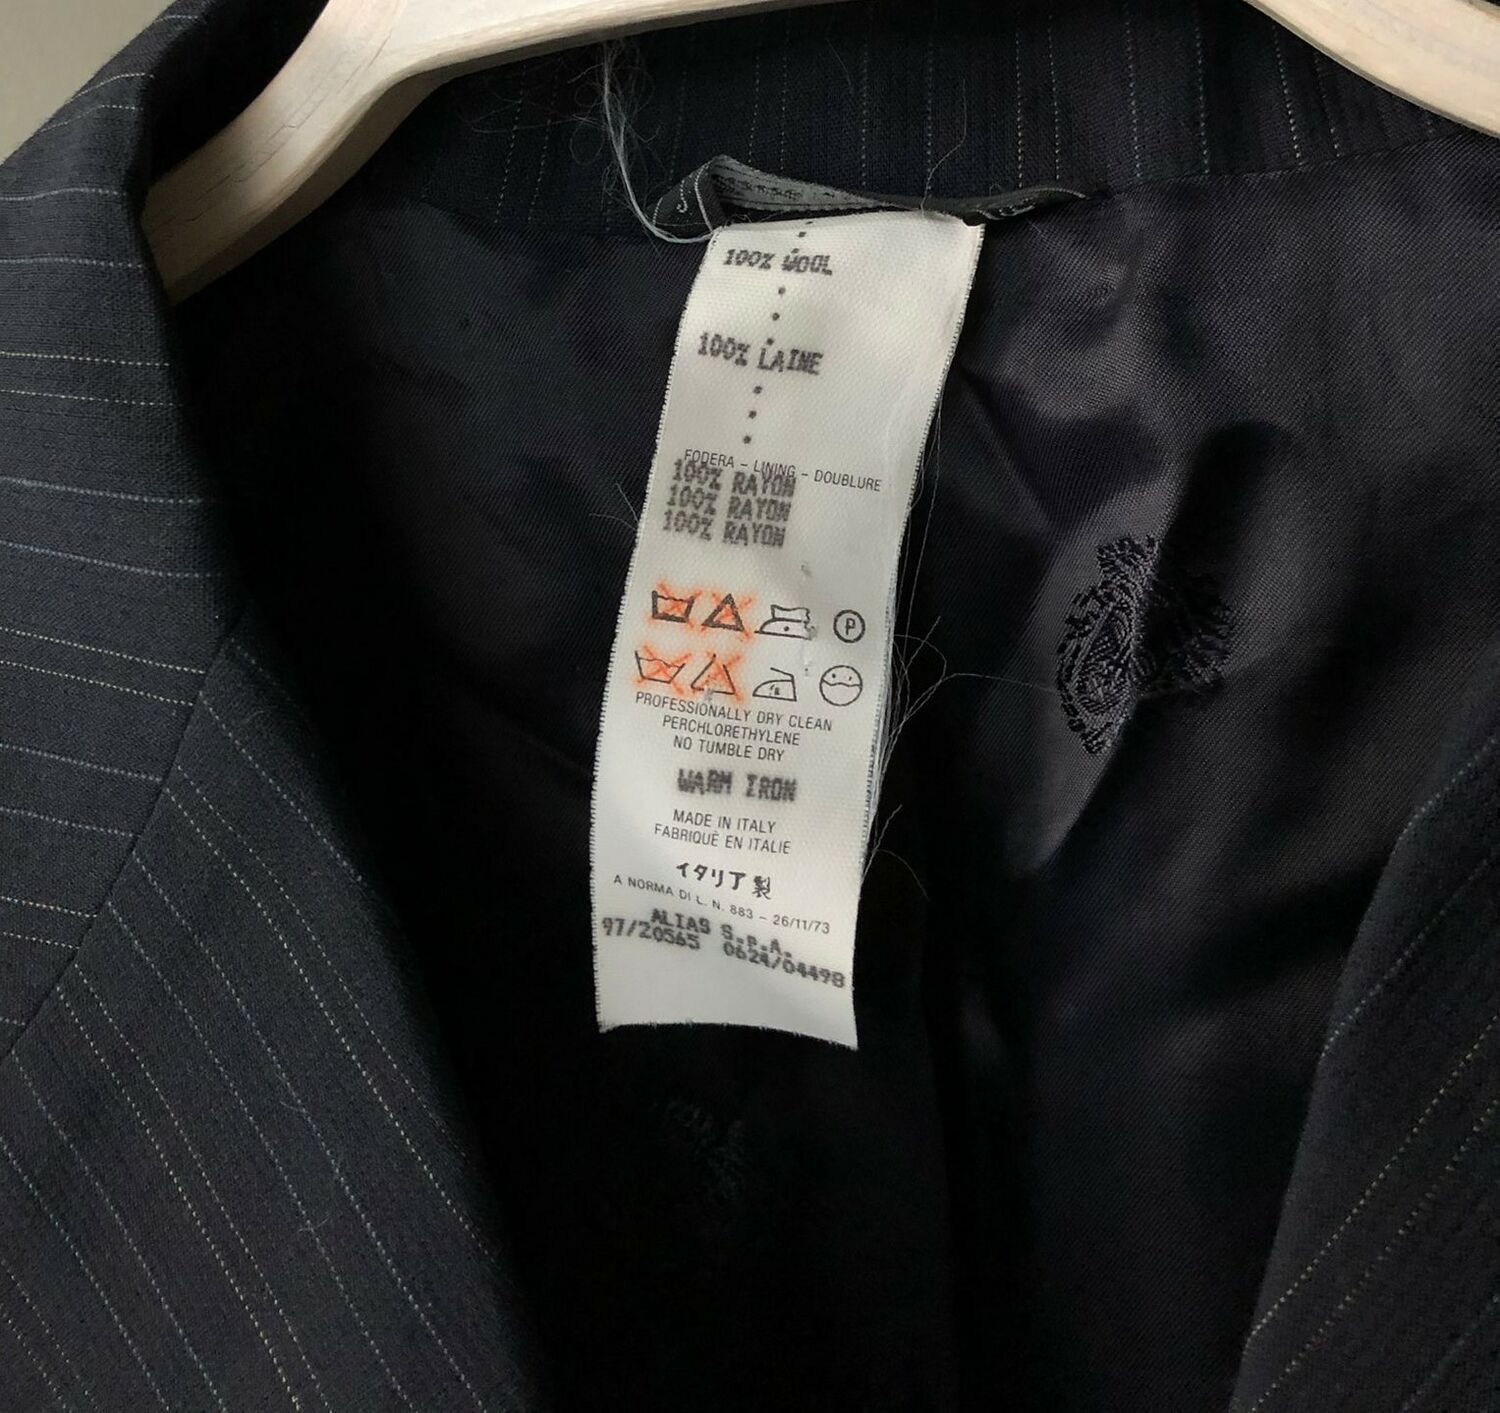 100% WOOL
100% LAINE
FODERA - LINING - DOUBLURE
100% RAYON
100% RAYON
100% RAYON
P
PROFESSIONALLY DRY CLEAN
PERCHLORETHYLENE
NO TUMBLE DRY
WARM IRON
MADE IN ITALY
FABRIQUÉ EN ITALIE
イタリア製
A NORMA DI L. N. 883 - 26/11/73
ALIAS S.P.A.
97/20565 0624/04498